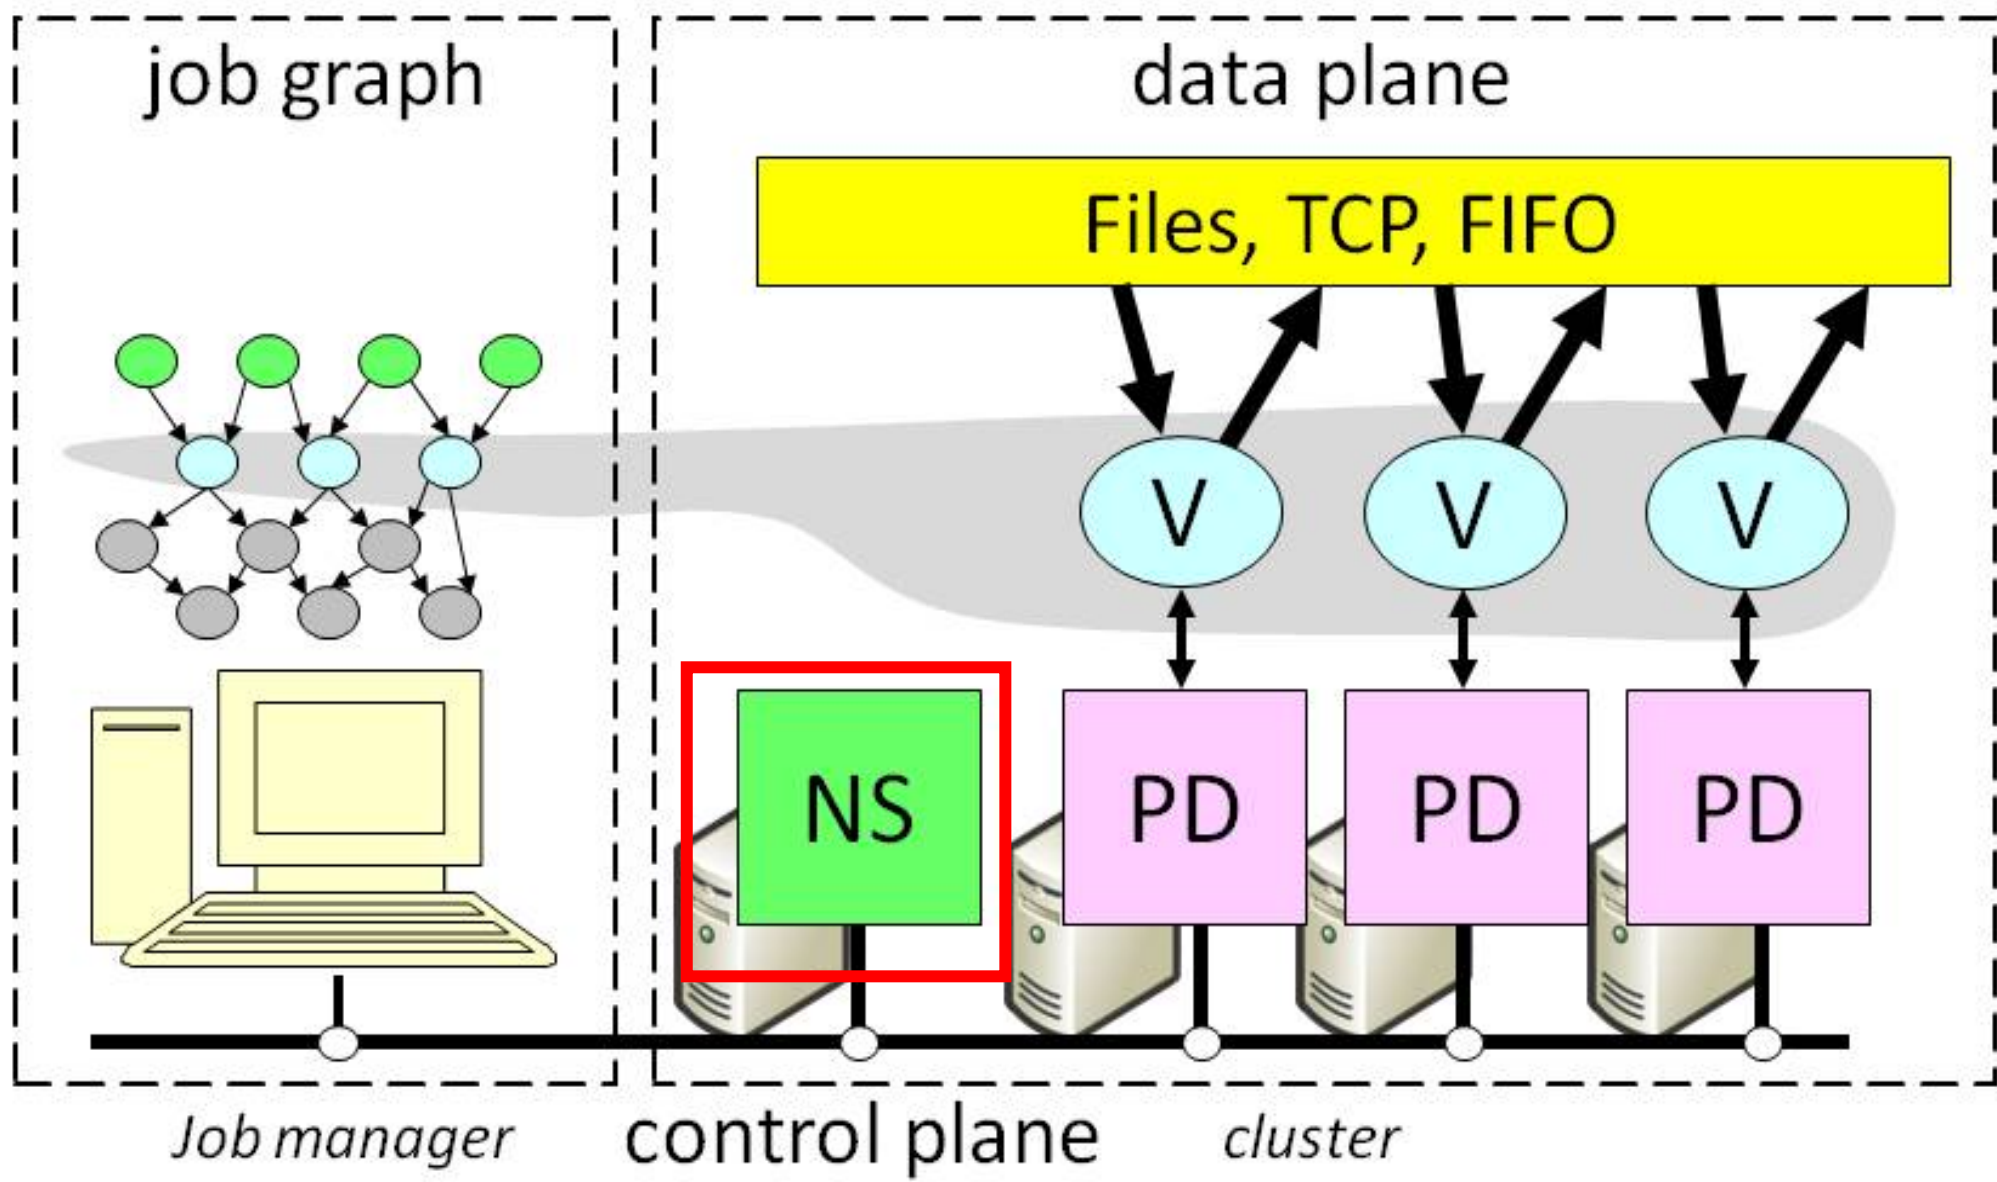 job graph
data plane
Files, TCP, FIFO
V V V
NS PD PD PD
Job manager control plane cluster